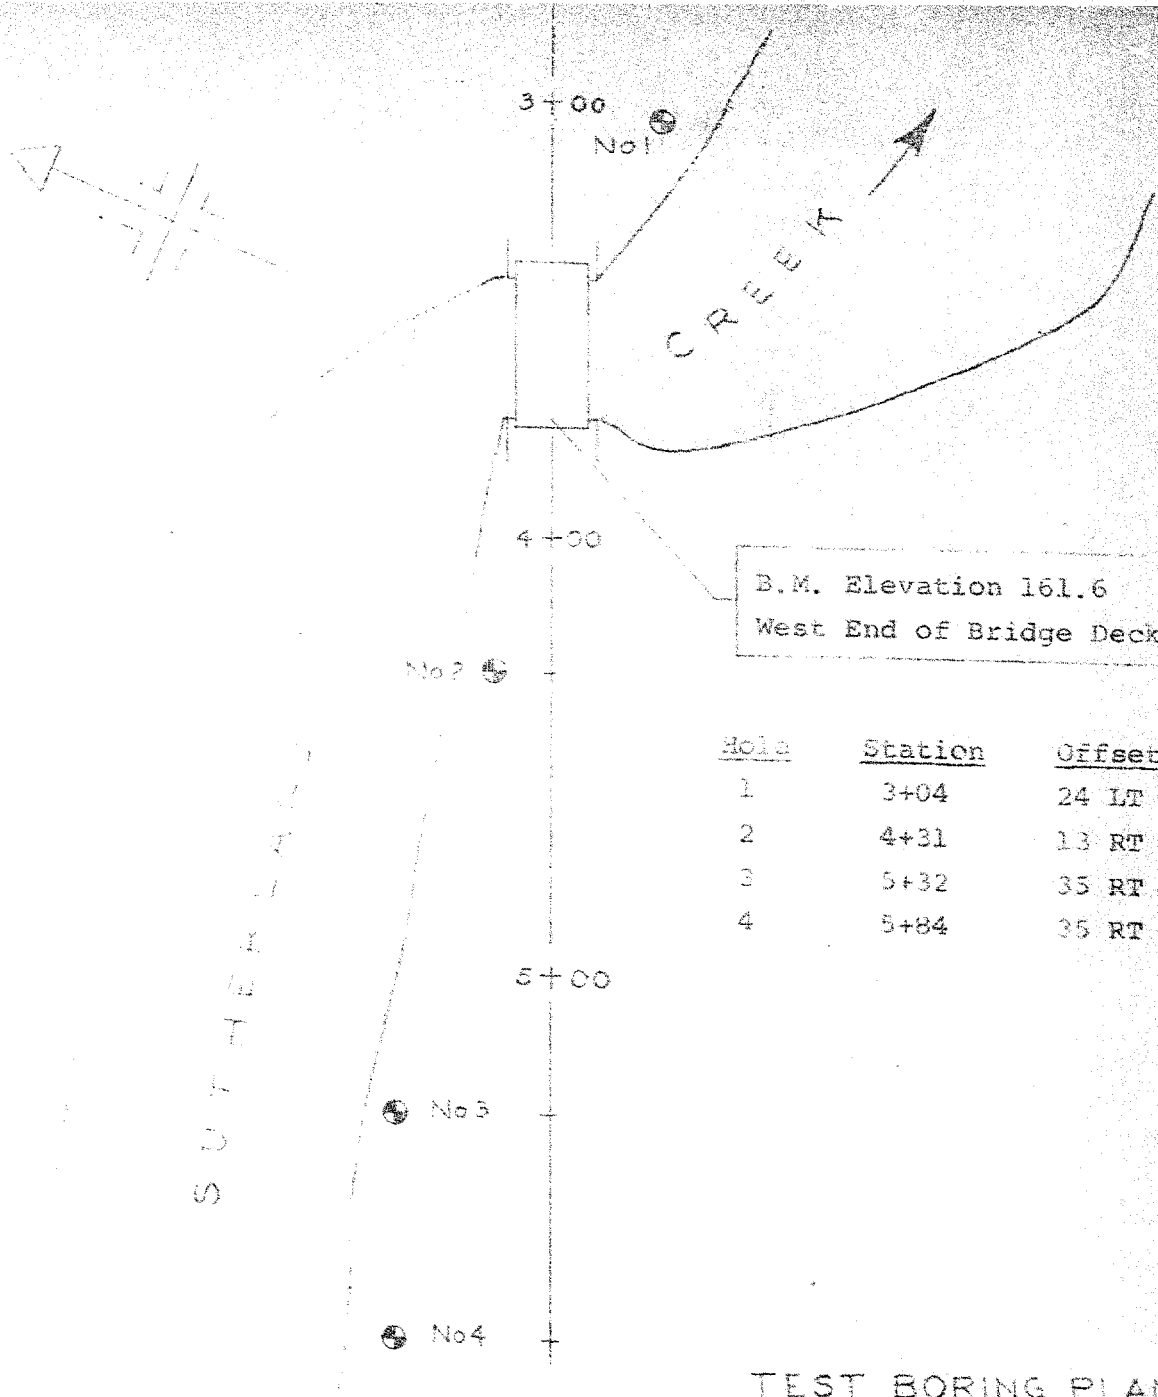 3+00
No1
CREEK
4+00
B.M. Elevation 161.6
West End of Bridge Deck
No2
Hole Station Offset
1 3+04 24 LT
2 4+31 13 RT
3 5+32 35 RT
4 5+84 35 RT
5+00
No3
SUTTER
No4
TEST BORING PLAN